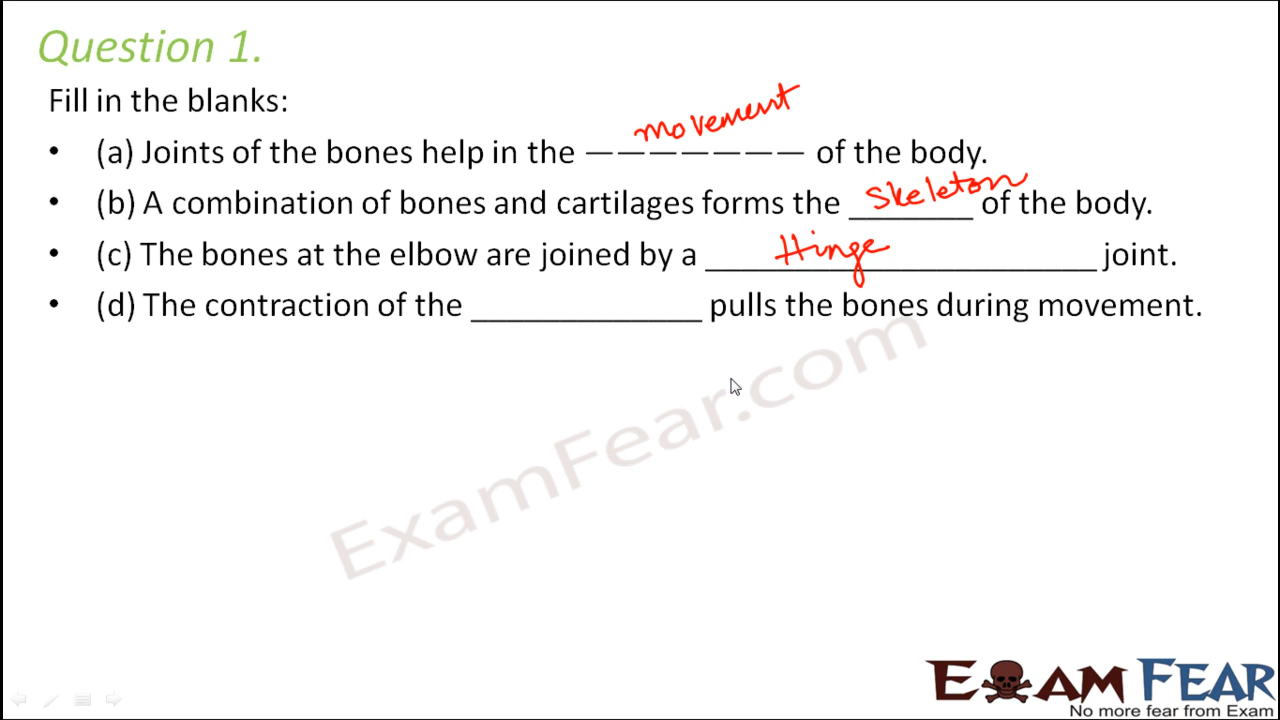 Question 1.
Fill in the blanks:
• (a) Joints of the bones help in the — movement — of the body.
• (b) A combination of bones and cartilages forms the skeleton of the body.
• (c) The bones at the elbow are joined by a Hinge joint.
• (d) The contraction of the ____________ pulls the bones during movement.
ExamFear.com
EXAM FEAR
No more fear from Exam